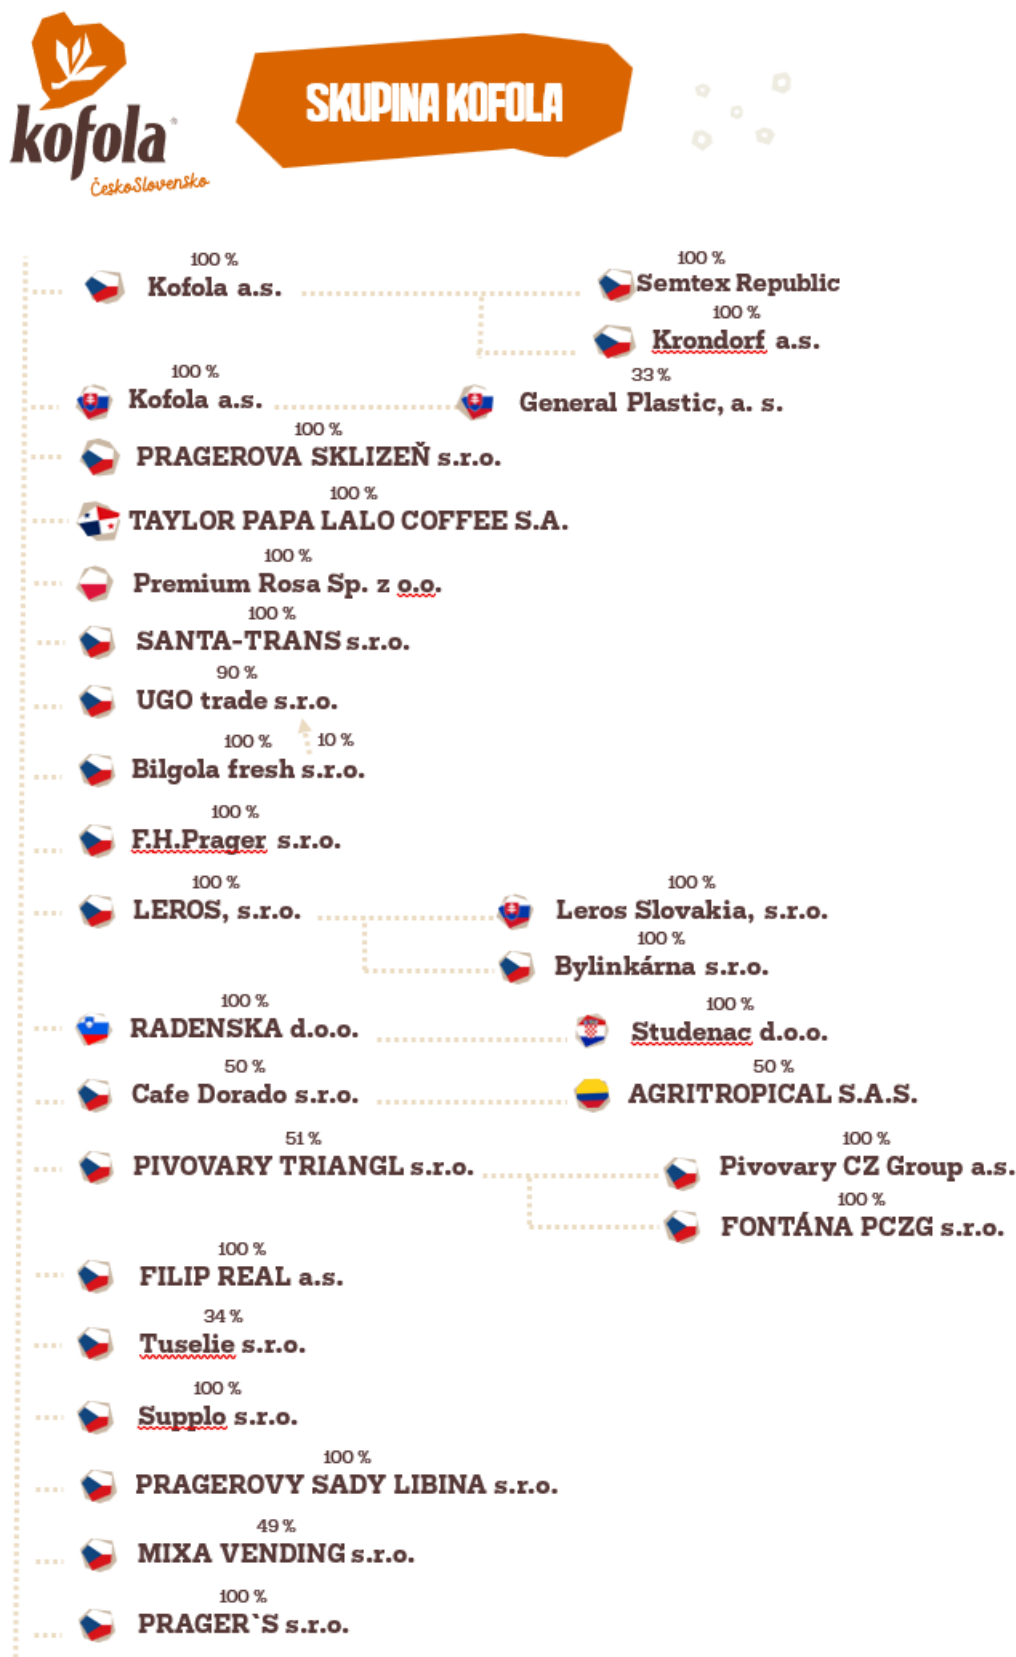 kofola®
ČeskoSlovensko
SKUPINA KOFOLA
100 %
Kofola a.s.
100 %
Semtex Republic
100 %
Krondorf a.s.
100 %
Kofola a.s.
33 %
General Plastic, a. s.
100 %
PRAGEROVA SKLIZEŇ s.r.o.
100 %
TAYLOR PAPA LALO COFFEE S.A.
100 %
Premium Rosa Sp. z o.o.
100 %
SANTA-TRANS s.r.o.
90 %
UGO trade s.r.o.
100 % 10 %
Bilgola fresh s.r.o.
100 %
F.H.Prager s.r.o.
100 %
LEROS, s.r.o.
100 %
Leros Slovakia, s.r.o.
100 %
Bylinkárna s.r.o.
100 %
RADENSKA d.o.o.
100 %
Studenac d.o.o.
50 %
Cafe Dorado s.r.o.
50 %
AGRITROPICAL S.A.S.
51 %
PIVOVARY TRIANGL s.r.o.
100 %
Pivovary CZ Group a.s.
100 %
FONTÁNA PCZG s.r.o.
100 %
FILIP REAL a.s.
34 %
Tuselie s.r.o.
100 %
Supplo s.r.o.
100 %
PRAGEROVY SADY LIBINA s.r.o.
49 %
MIXA VENDING s.r.o.
100 %
PRAGER`S s.r.o.